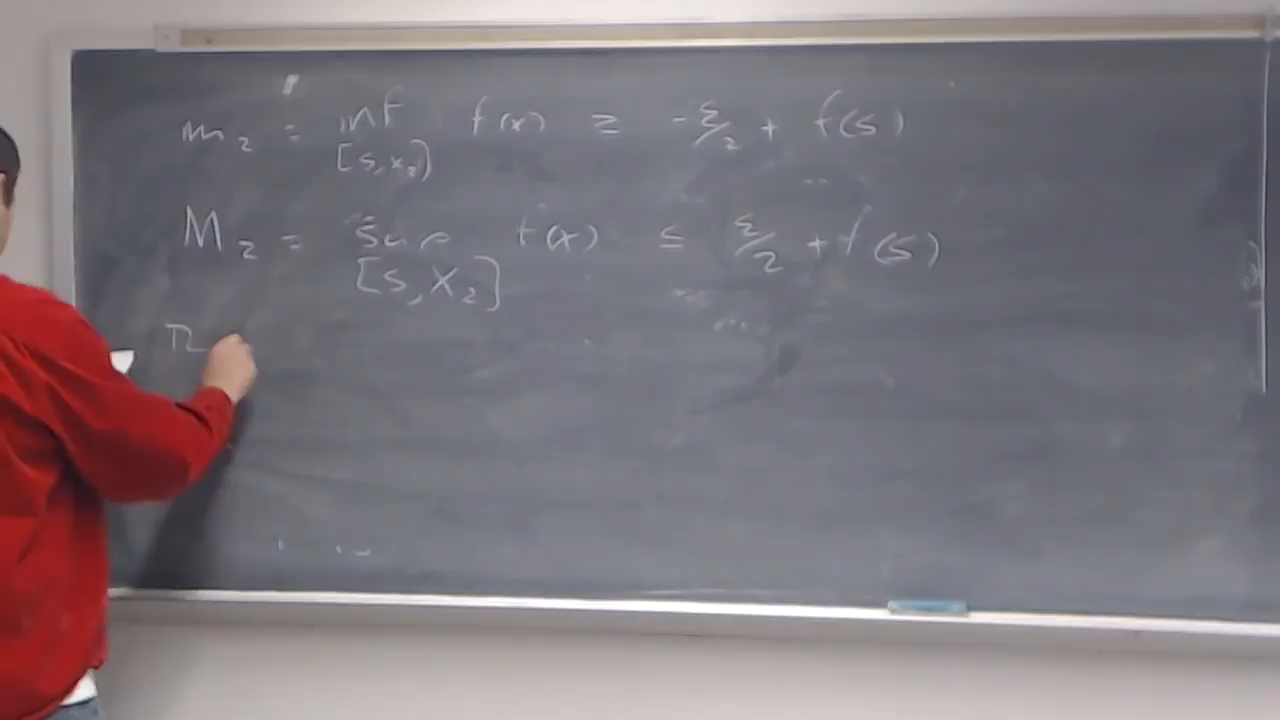 m₂ = inf f(x) ≥ -ε/2 + f(s)
[s, x₂]
M₂ = sup f(x) ≤ ε/2 + f(s)
[s, x₂]